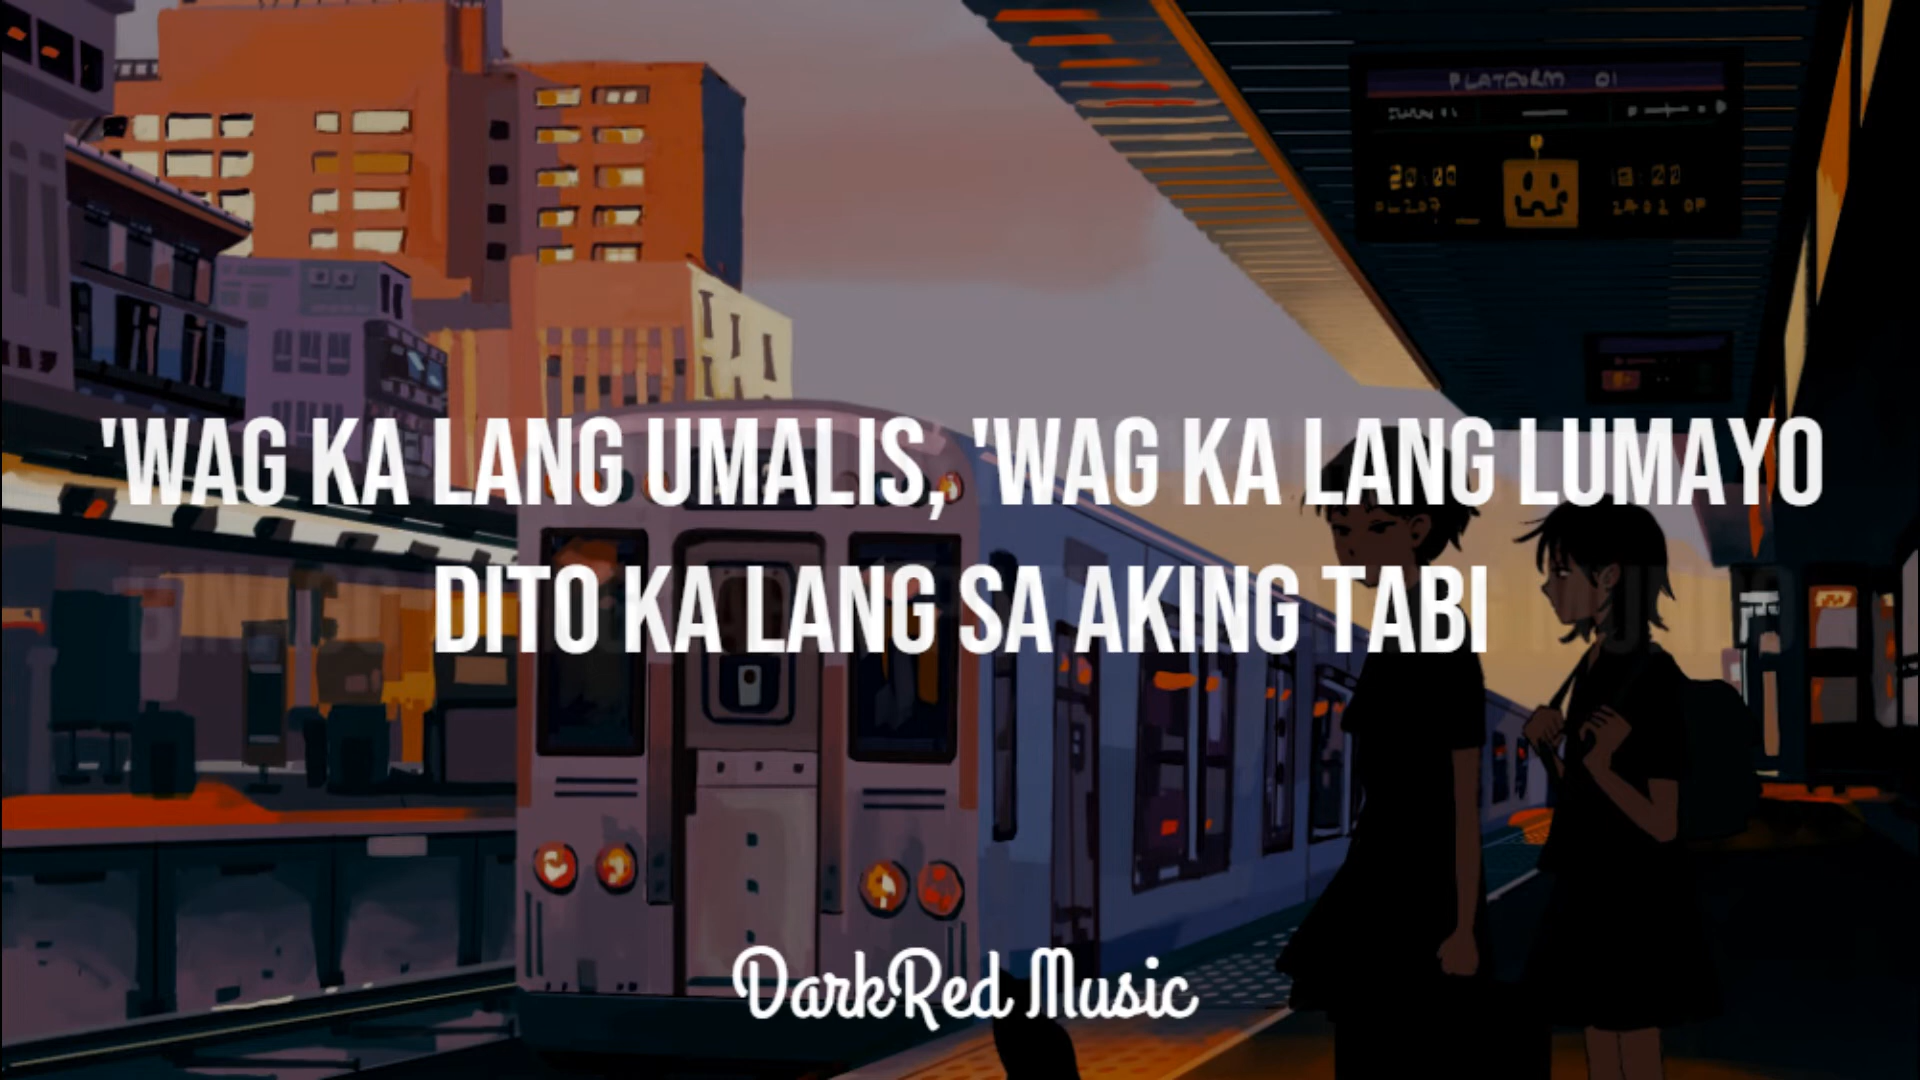 PLATFORM 01
'WAG KA LANG UMALIS, 'WAG KA LANG LUMAYO
DITO KA LANG SA AKING TABI
DarkRed Music